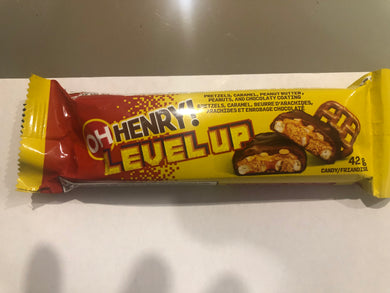 PRETZELS, CARAMEL, PEANUT BUTTER,
PEANUTS, AND CHOCOLATY COATING
PRETZELS, CARAMEL, BEURRE D'ARACHIDES,
ARACHIDES ET ENROBAGE CHOCOLATÉ
OH HENRY!
LEVEL UP
42 g
CANDY/FRIANDISE